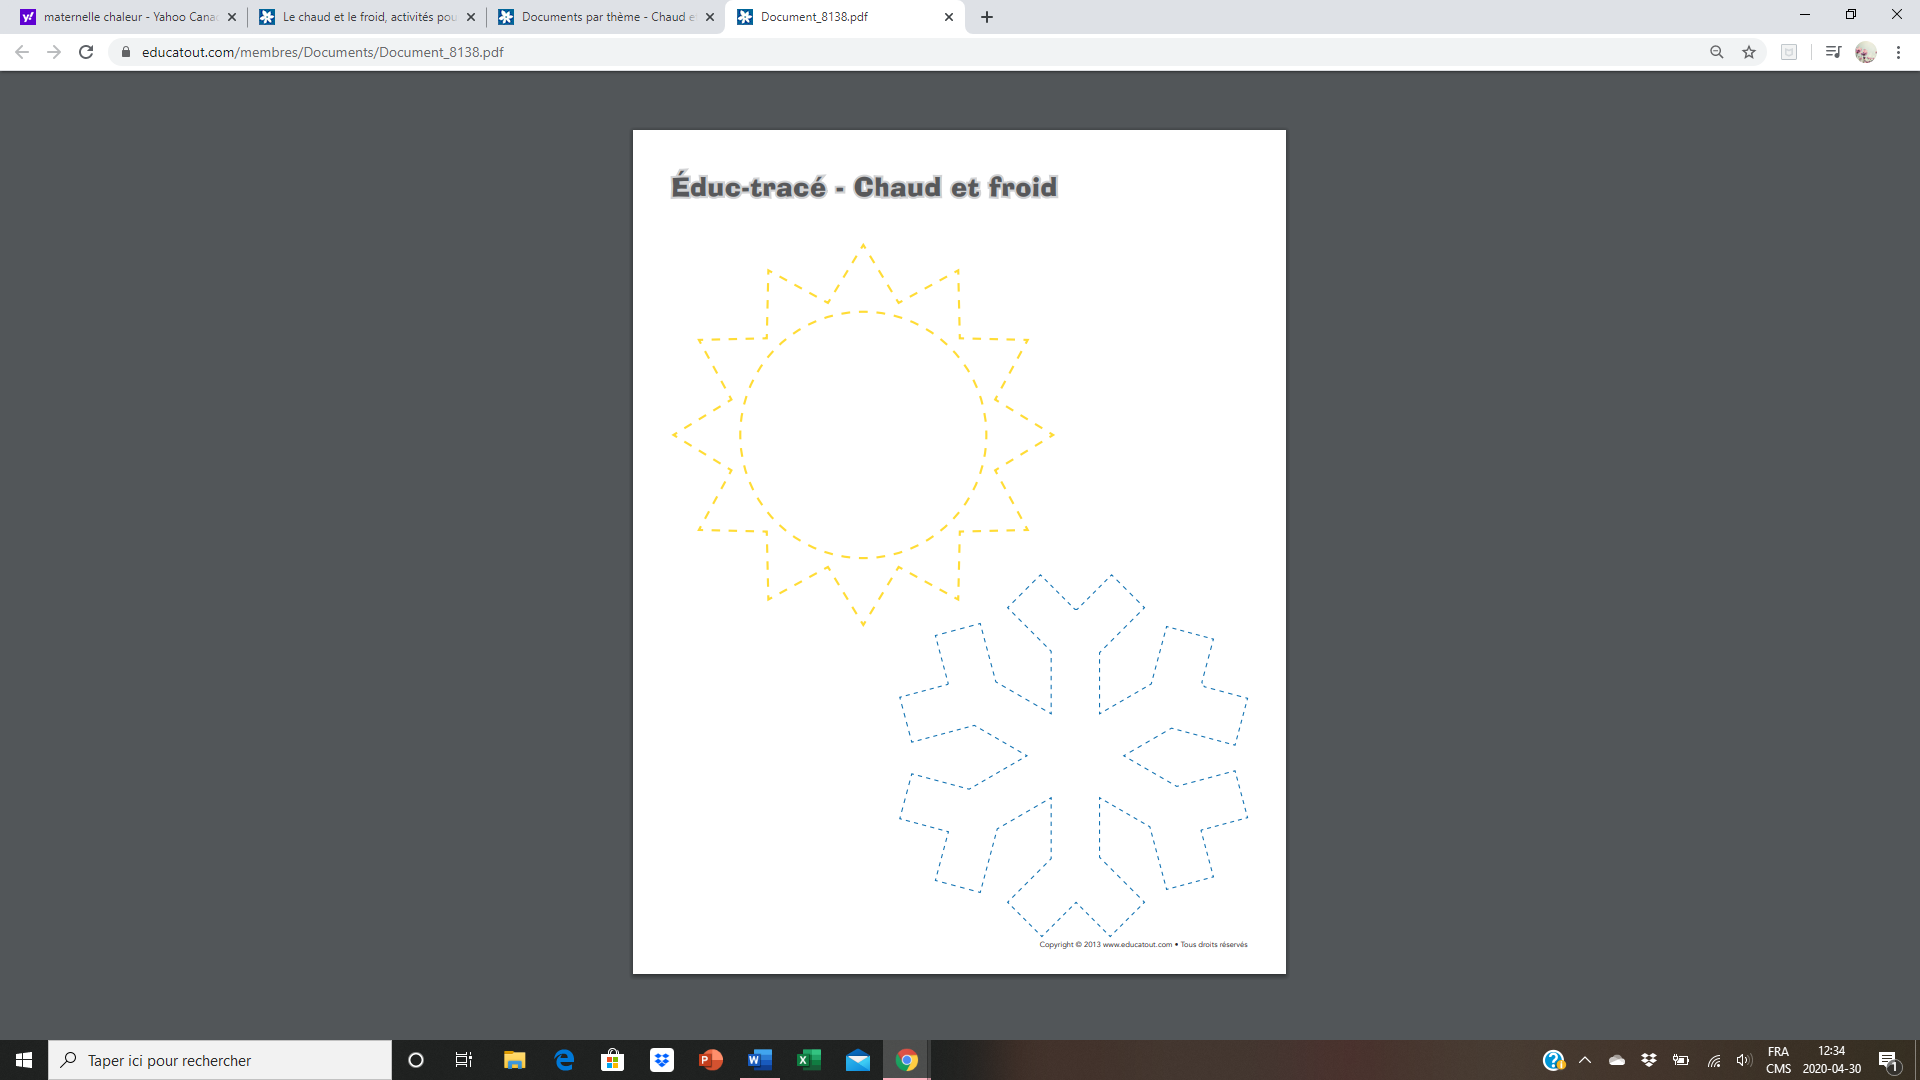 maternelle chaleur - Yahoo Cana
Le chaud et le froid, activités pou
Documents par thème - Chaud e
Document_8138.pdf
educatout.com/membres/Documents/Document_8138.pdf
Éduc-tracé - Chaud et froid
Copyright © 2013 www.educatout.com • Tous droits réservés
Taper ici pour rechercher
FRA
CMS
12:34
2020-04-30
1